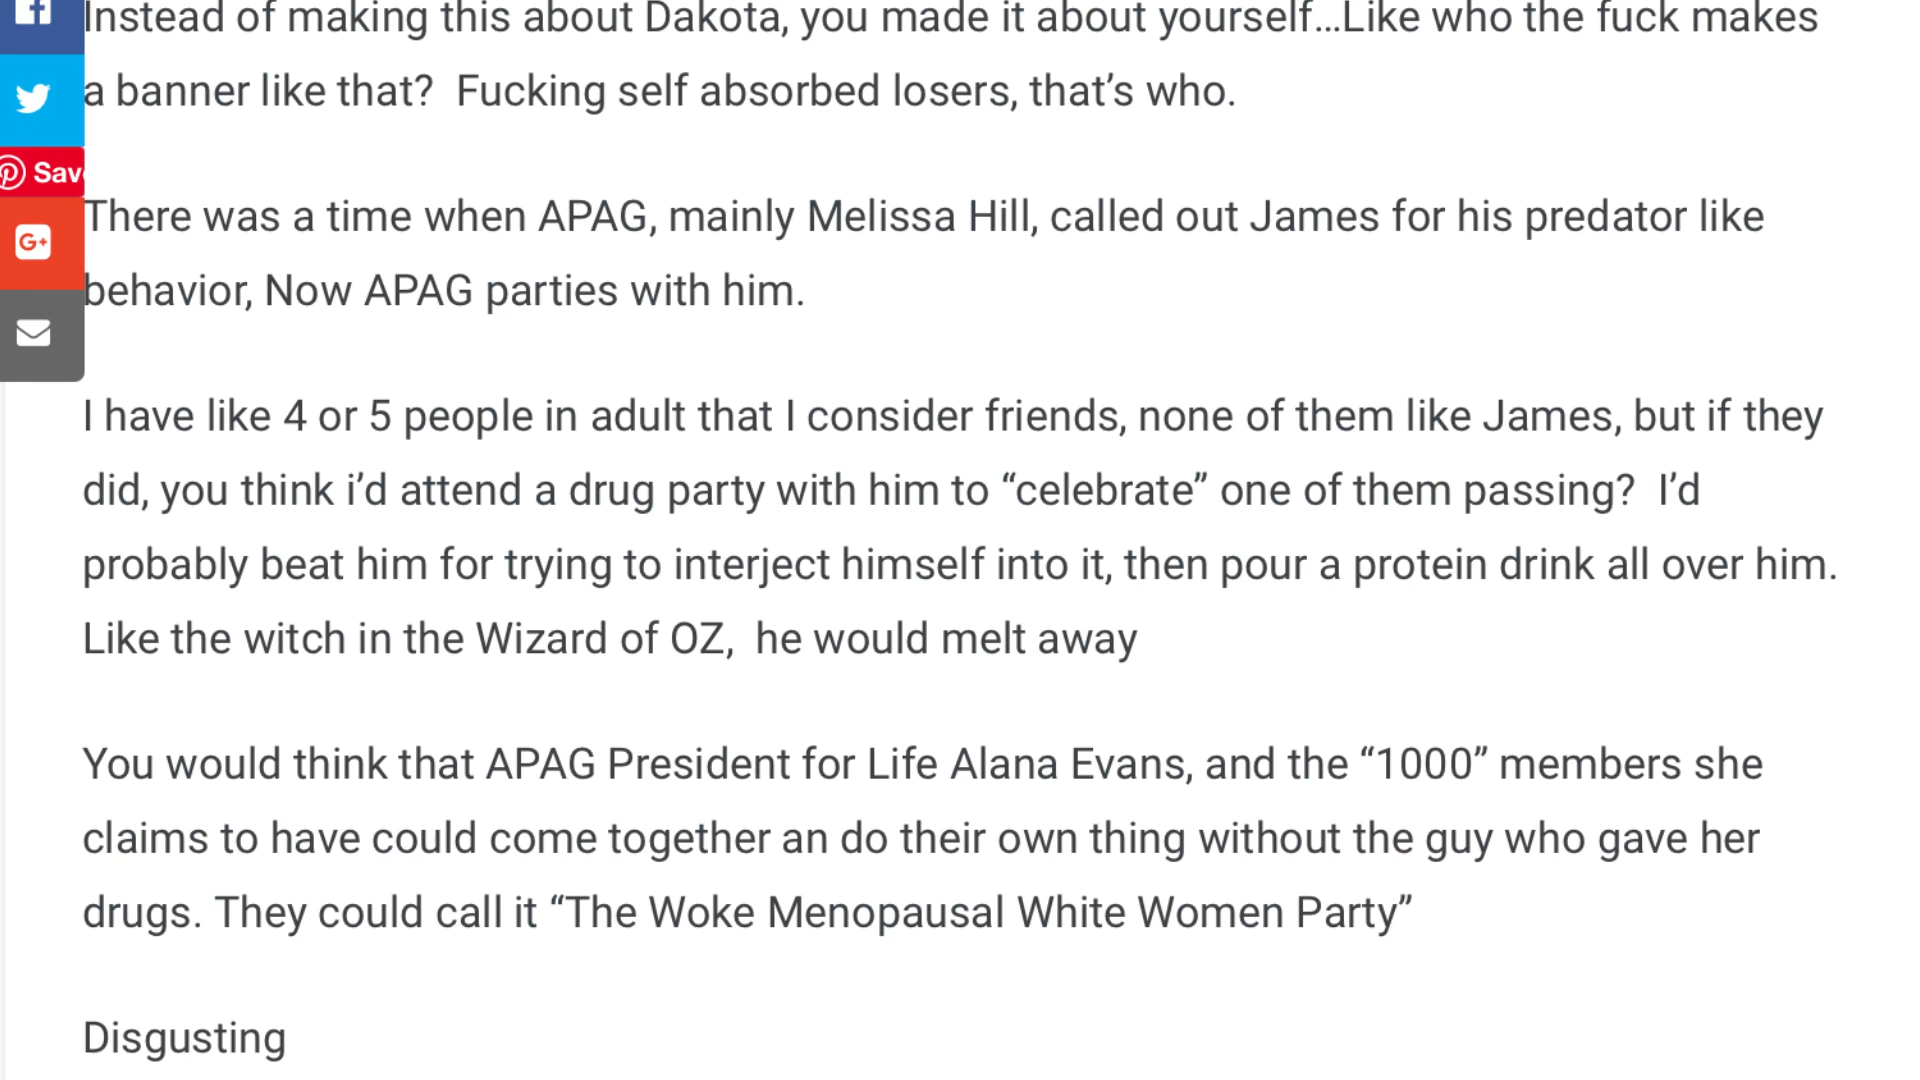 Instead of making this about Dakota, you made it about yourself…Like who the fuck makes
a banner like that?  Fucking self absorbed losers, that’s who.
Save
There was a time when APAG, mainly Melissa Hill, called out James for his predator like
G+
behavior, Now APAG parties with him.
I have like 4 or 5 people in adult that I consider friends, none of them like James, but if they
did, you think i’d attend a drug party with him to “celebrate” one of them passing?  I’d
probably beat him for trying to interject himself into it, then pour a protein drink all over him.
Like the witch in the Wizard of OZ,  he would melt away
You would think that APAG President for Life Alana Evans, and the “1000” members she
claims to have could come together an do their own thing without the guy who gave her
drugs. They could call it “The Woke Menopausal White Women Party”
Disgusting